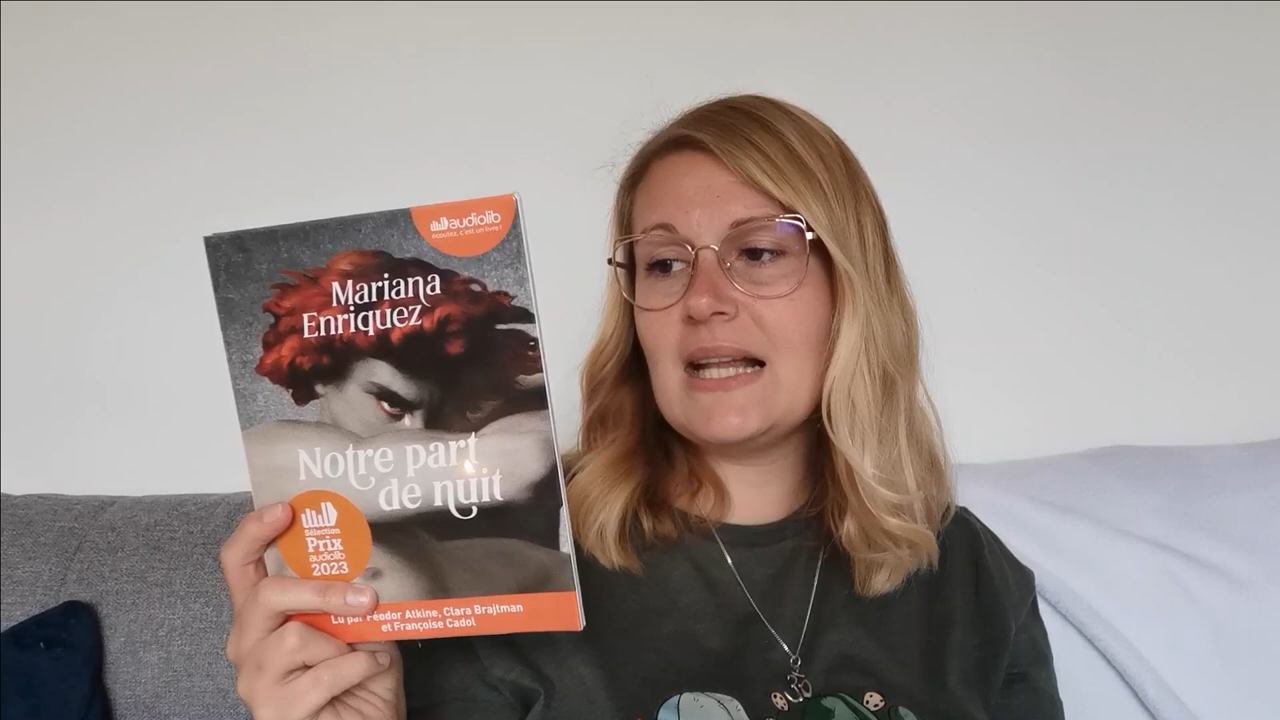 audiolib
écoutez, c'est un livre !
Mariana
Enriquez
Notre part
de nuit
Sélection
Prix
audiolib
2023
Lu par Féodor Atkine, Clara Brajtman
et Françoise Cadol